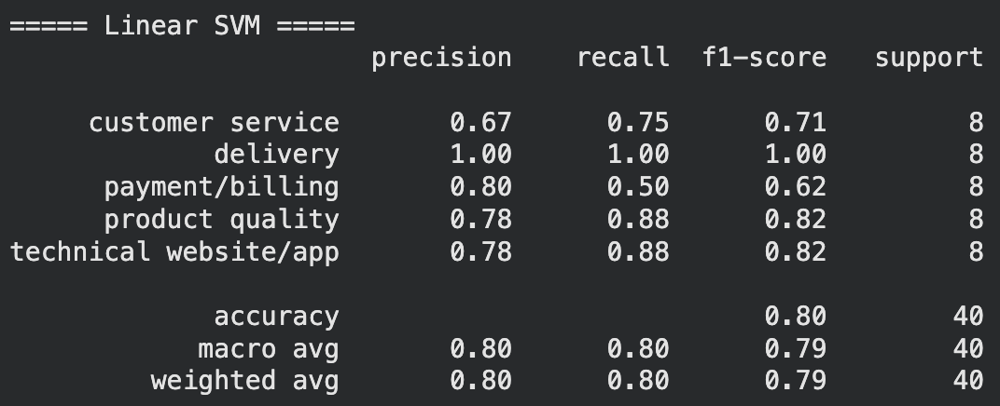 ===== Linear SVM =====
precision recall f1-score support
customer service 0.67 0.75 0.71 8
delivery 1.00 1.00 1.00 8
payment/billing 0.80 0.50 0.62 8
product quality 0.78 0.88 0.82 8
technical website/app 0.78 0.88 0.82 8
accuracy 0.80 40
macro avg 0.80 0.80 0.79 40
weighted avg 0.80 0.80 0.79 40